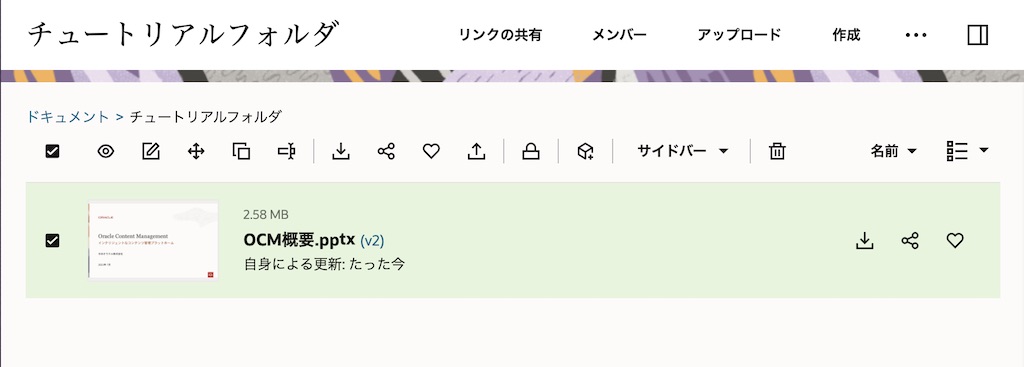 チュートリアルフォルダ
リンクの共有 メンバー アップロード 作成
ドキュメント > チュートリアルフォルダ
サイドバー 名前
ORACLE
Oracle Content Management
2.58 MB
OCM概要.pptx (v2)
自身による更新: たった今